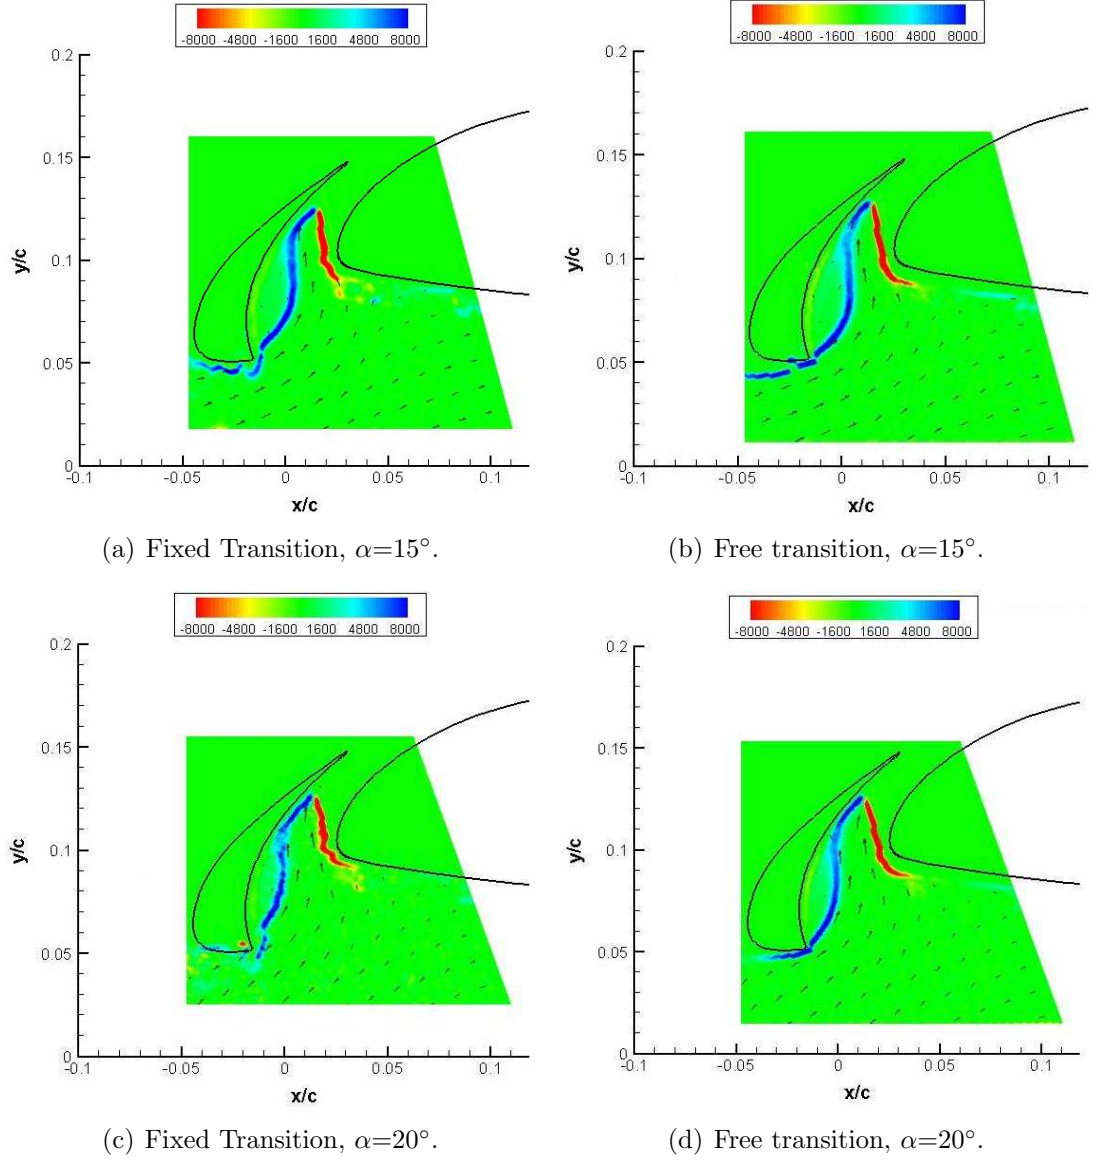 -8000 -4800 -1600 1600 4800 8000
-8000 -4800 -1600 1600 4800 8000
0.2
0.15
0.1
0.05
0
y/c
-0.1 -0.05 0 0.05 0.1
x/c
0.2
0.15
0.1
0.05
0
y/c
-0.1 -0.05 0 0.05 0.1
x/c
(a) Fixed Transition, α=15°.
(b) Free transition, α=15°.
-8000 -4800 -1600 1600 4800 8000
-8000 -4800 -1600 1600 4800 8000
0.2
0.15
0.1
0.05
0
y/c
-0.1 -0.05 0 0.05 0.1
x/c
0.2
0.15
0.1
0.05
0
y/c
-0.1 -0.05 0 0.05 0.1
x/c
(c) Fixed Transition, α=20°.
(d) Free transition, α=20°.